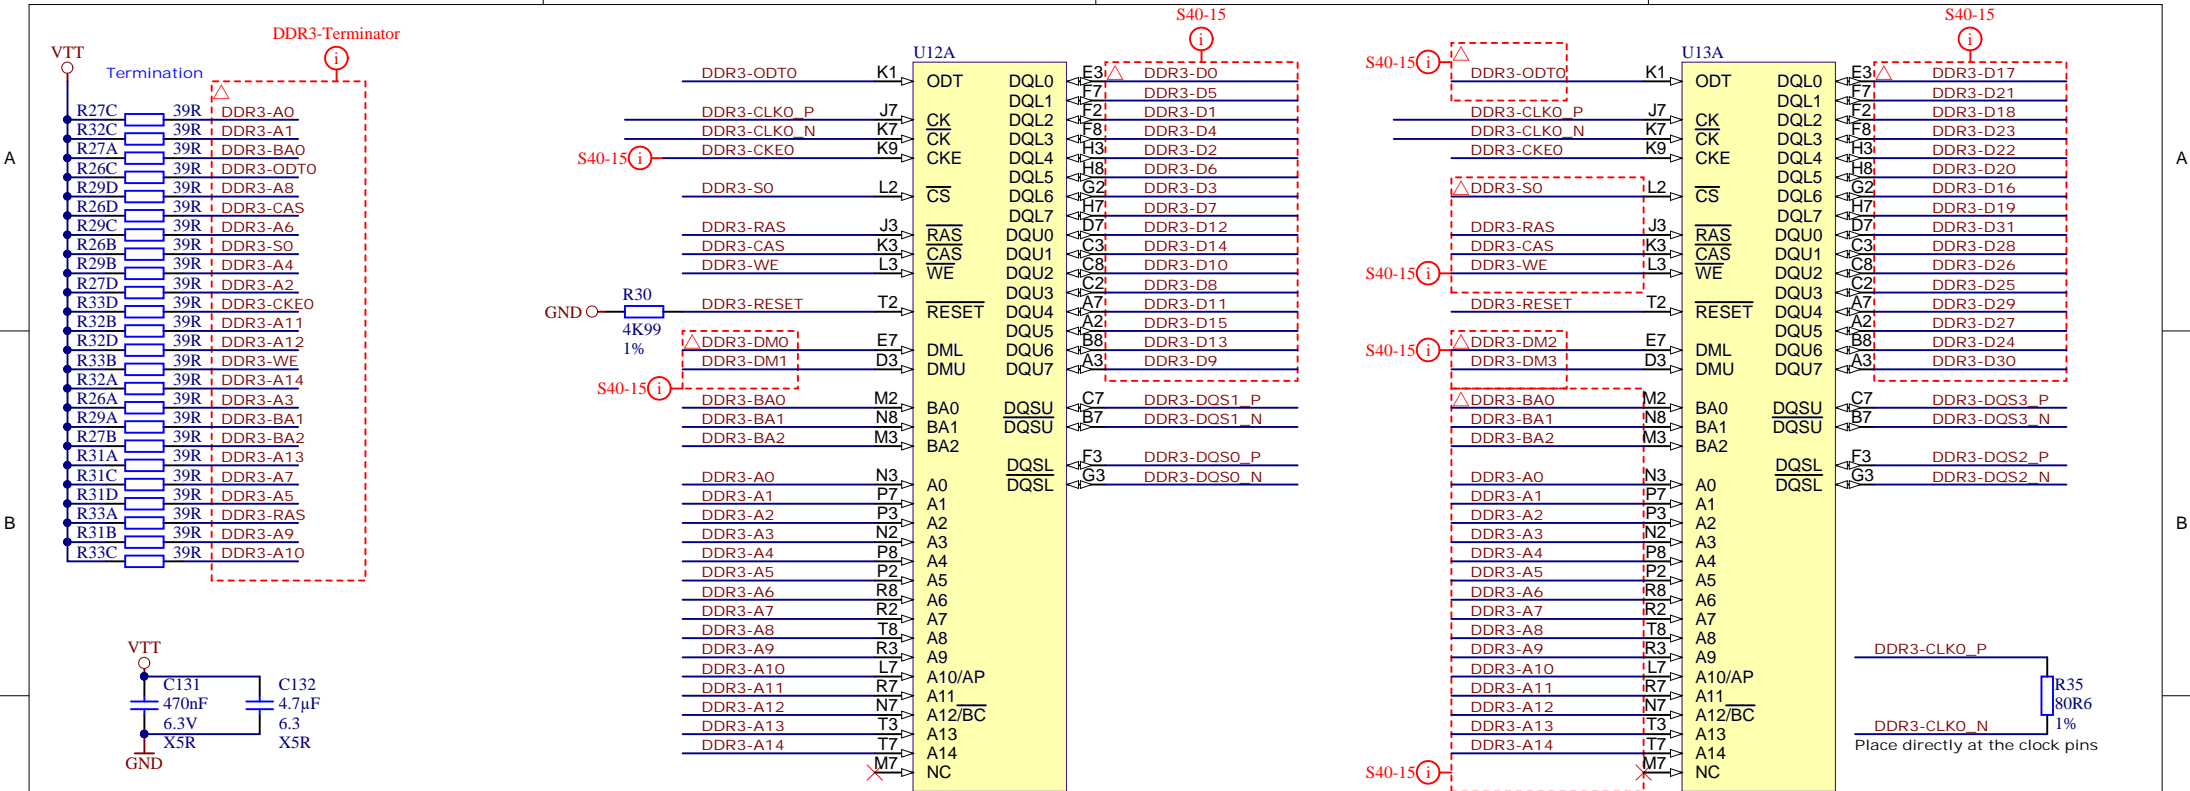 DDR3-Terminator
VTT
Termination
R27C 39R DDR3-A0
R32C 39R DDR3-A1
R27A 39R DDR3-BA0
R26C 39R DDR3-ODT0
R29D 39R DDR3-A8
R26D 39R DDR3-CAS
R29C 39R DDR3-A6
R26B 39R DDR3-S0
R29B 39R DDR3-A4
R27D 39R DDR3-A2
R33D 39R DDR3-CKE0
R32B 39R DDR3-A11
R32D 39R DDR3-A12
R33B 39R DDR3-WE
R32A 39R DDR3-A14
R26A 39R DDR3-A3
R29A 39R DDR3-BA1
R27B 39R DDR3-BA2
R31A 39R DDR3-A13
R31C 39R DDR3-A7
R31D 39R DDR3-A5
R33A 39R DDR3-RAS
R31B 39R DDR3-A9
R33C 39R DDR3-A10
A
B
VTT
C131
470nF
6.3V
X5R
GND
C132
4.7µF
6.3
X5R
U12A
S40-15
i
DDR3-ODT0 K1 ODT
DDR3-CLK0_P J7 CK
DDR3-CLK0_N K7 CK
S40-15 i DDR3-CKE0 K9 CKE
DDR3-S0 L2 CS
DDR3-RAS J3 RAS
DDR3-CAS K3 CAS
DDR3-WE L3 WE
GND R30 4K99 1% DDR3-RESET T2 RESET
DDR3-DM0 E7 DML
DDR3-DM1 D3 DMU
S40-15 i
DDR3-BA0 M2 BA0
DDR3-BA1 N8 BA1
DDR3-BA2 M3 BA2
DDR3-A0 N3 A0
DDR3-A1 P7 A1
DDR3-A2 P3 A2
DDR3-A3 N2 A3
DDR3-A4 P8 A4
DDR3-A5 P2 A5
DDR3-A6 R8 A6
DDR3-A7 R2 A7
DDR3-A8 T8 A8
DDR3-A9 R3 A9
DDR3-A10 L7 A10/AP
DDR3-A11 R7 A11
DDR3-A12 N7 A12/BC
DDR3-A13 T3 A13
DDR3-A14 T7 A14
M7 NC
DQL0 E3 DDR3-D0
DQL1 F7 DDR3-D5
DQL2 F2 DDR3-D1
DQL3 F8 DDR3-D4
DQL4 H3 DDR3-D2
DQL5 H8 DDR3-D6
DQL6 G2 DDR3-D3
DQL7 H7 DDR3-D7
DQU0 D7 DDR3-D12
DQU1 C3 DDR3-D14
DQU2 C8 DDR3-D10
DQU3 C2 DDR3-D8
DQU4 A7 DDR3-D11
DQU5 A2 DDR3-D15
DQU6 B8 DDR3-D13
DQU7 A3 DDR3-D9
DQSU C7 DDR3-DQS1_P
DQSU B7 DDR3-DQS1_N
DQSL F3 DDR3-DQS0_P
DQSL G3 DDR3-DQS0_N
U13A
S40-15
i
S40-15 i
DDR3-ODT0 K1 ODT
DDR3-CLK0_P J7 CK
DDR3-CLK0_N K7 CK
DDR3-CKE0 K9 CKE
DDR3-S0 L2 CS
DDR3-RAS J3 RAS
DDR3-CAS K3 CAS
S40-15 i DDR3-WE L3 WE
DDR3-RESET T2 RESET
S40-15 i DDR3-DM2 E7 DML
DDR3-DM3 D3 DMU
DDR3-BA0 M2 BA0
DDR3-BA1 N8 BA1
DDR3-BA2 M3 BA2
DDR3-A0 N3 A0
DDR3-A1 P7 A1
DDR3-A2 P3 A2
DDR3-A3 N2 A3
DDR3-A4 P8 A4
DDR3-A5 P2 A5
DDR3-A6 R8 A6
DDR3-A7 R2 A7
DDR3-A8 T8 A8
DDR3-A9 R3 A9
DDR3-A10 L7 A10/AP
DDR3-A11 R7 A11
DDR3-A12 N7 A12/BC
DDR3-A13 T3 A13
DDR3-A14 T7 A14
S40-15 i M7 NC
DQL0 E3 DDR3-D17
DQL1 F7 DDR3-D21
DQL2 F2 DDR3-D18
DQL3 F8 DDR3-D23
DQL4 H3 DDR3-D22
DQL5 H8 DDR3-D20
DQL6 G2 DDR3-D16
DQL7 H7 DDR3-D19
DQU0 D7 DDR3-D31
DQU1 C3 DDR3-D28
DQU2 C8 DDR3-D26
DQU3 C2 DDR3-D25
DQU4 A7 DDR3-D29
DQU5 A2 DDR3-D27
DQU6 B8 DDR3-D24
DQU7 A3 DDR3-D30
DQSU C7 DDR3-DQS3_P
DQSU B7 DDR3-DQS3_N
DQSL F3 DDR3-DQS2_P
DQSL G3 DDR3-DQS2_N
DDR3-CLK0_P
R35
80R6
1%
DDR3-CLK0_N
Place directly at the clock pins
A
B